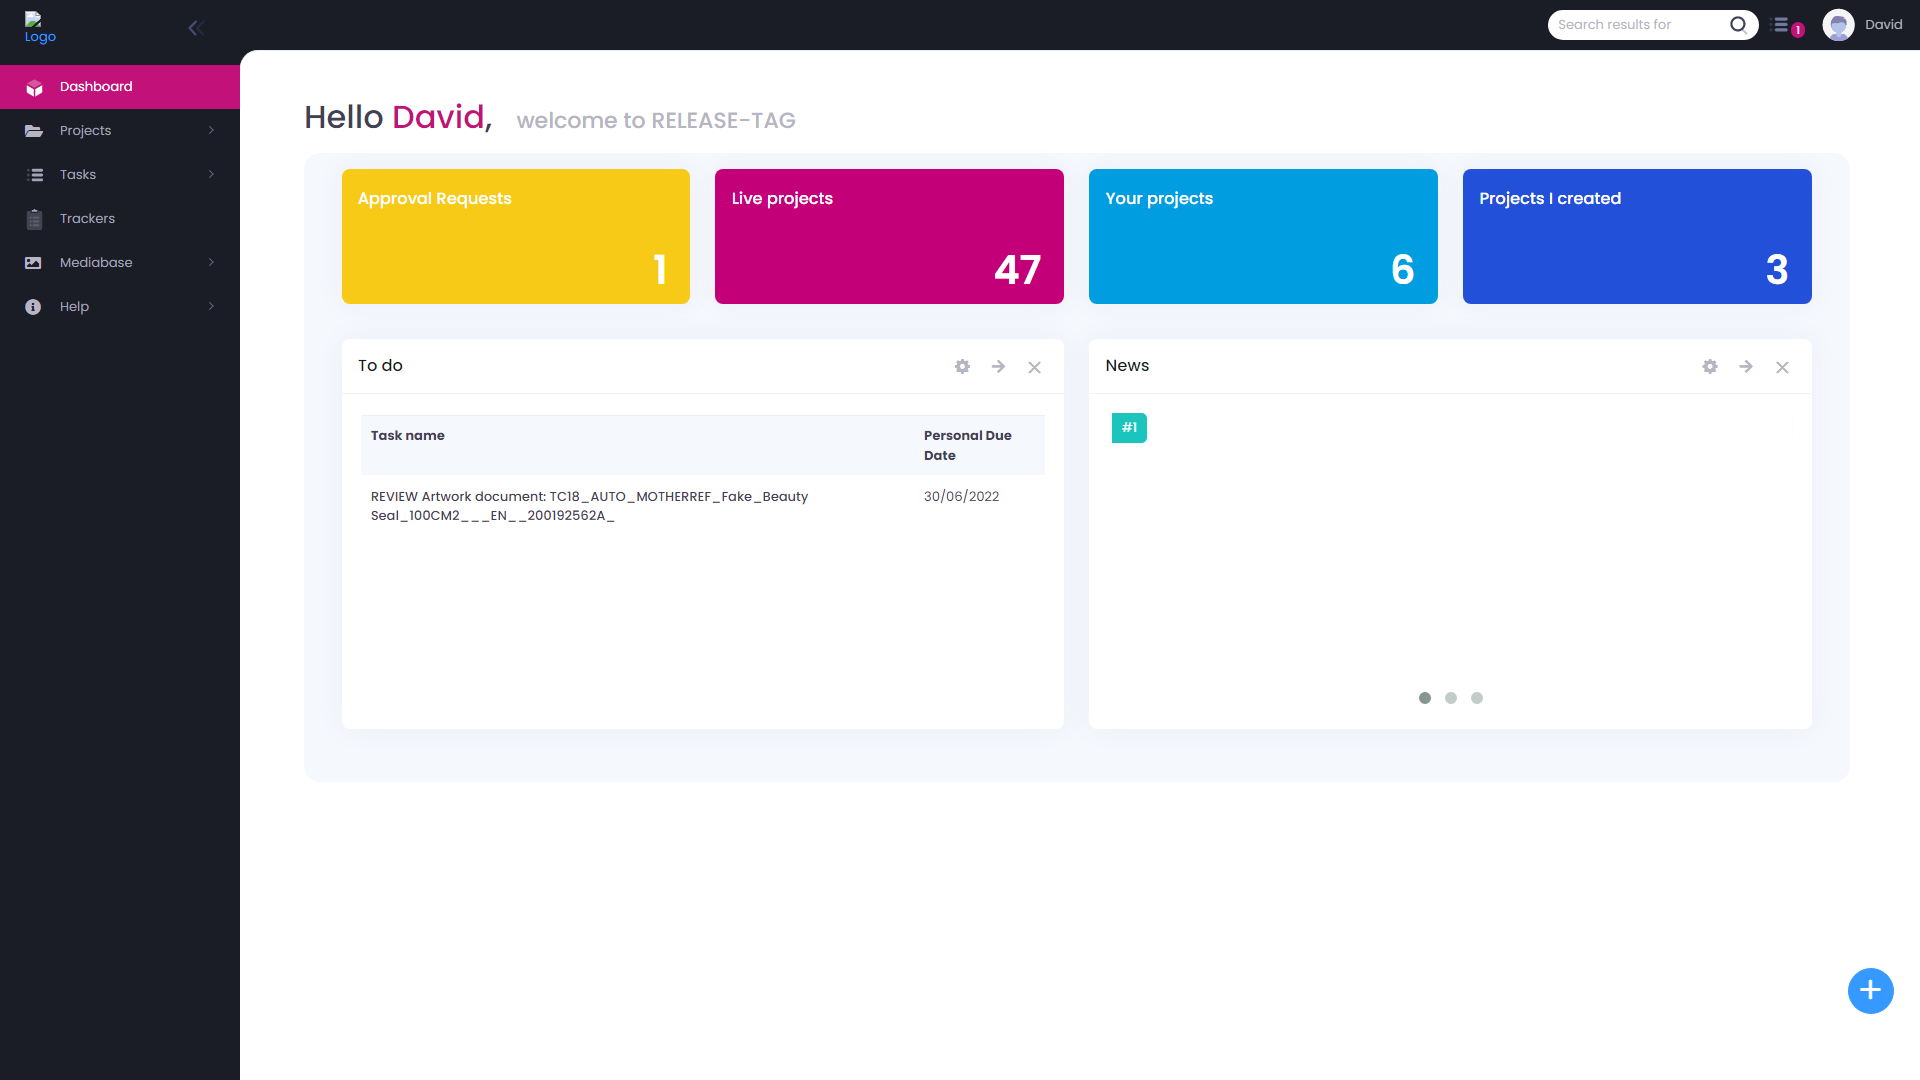 Logo
Search results for
1
David
Dashboard
Projects
Tasks
Trackers
Mediabase
Help
Hello David, welcome to RELEASE-TAG
Approval Requests
1
Live projects
47
Your projects
6
Projects I created
3
To do
Task name
Personal Due
Date
REVIEW Artwork document: TC18_AUTO_MOTHERREF_Fake_Beauty
Seal_100CM2___EN__200192562A_
30/06/2022
News
#1